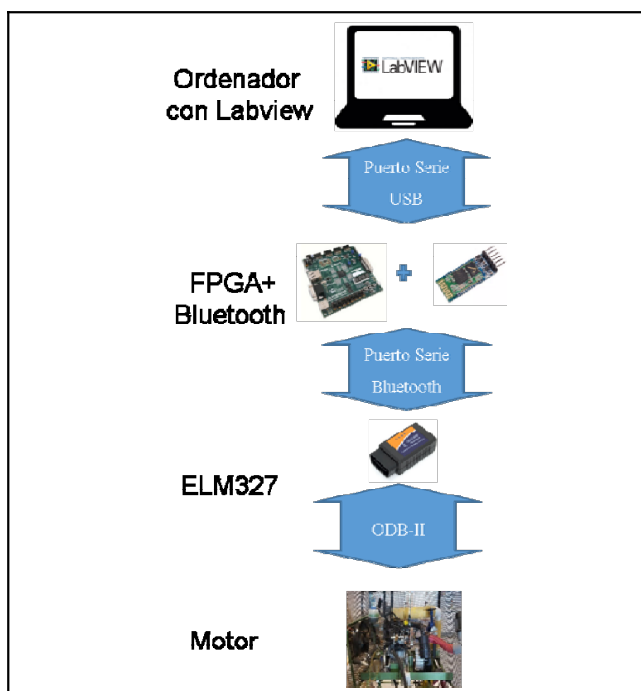 LabVIEW
Ordenador
con Labview
Puerto Serie
USB
FPGA+
Bluetooth
Puerto Serie
Bluetooth
ELM327
ODB-II
Motor